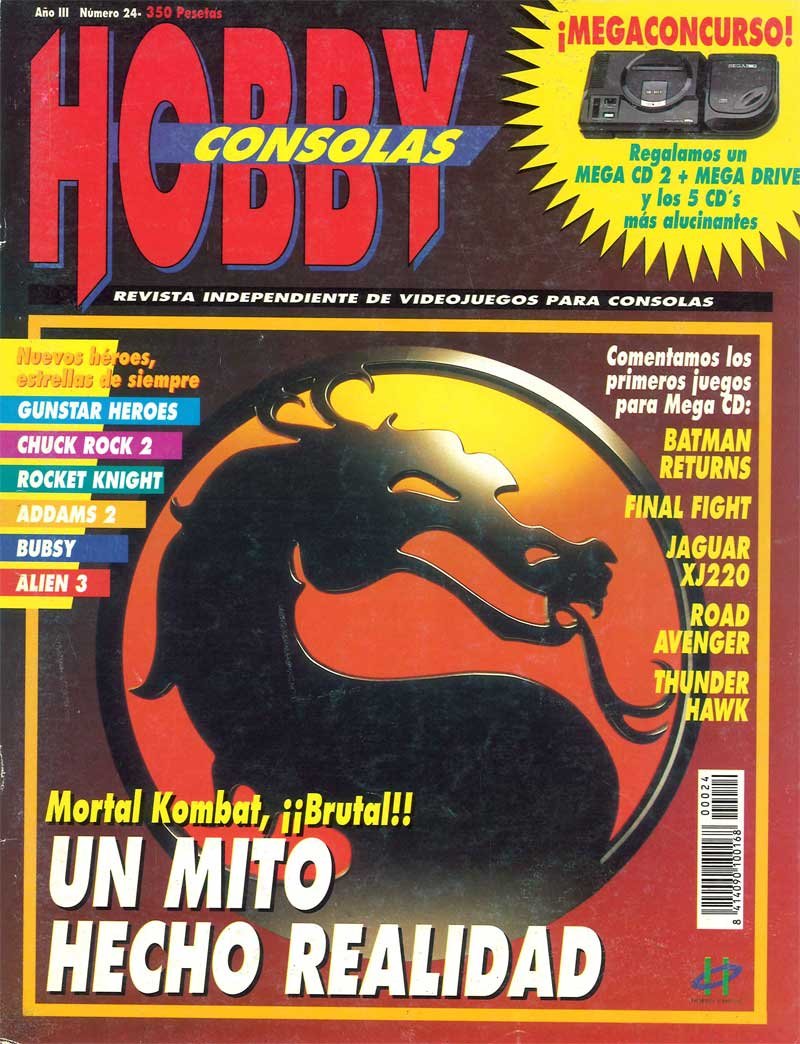 Año III Número 24- 350 Pesetas
HOBBY
CONSOLAS
¡MEGACONCURSO!
Regalamos un
MEGA CD 2 + MEGA DRIVE
y los 5 CD´s
más alucinantes
REVISTA INDEPENDIENTE DE VIDEOJUEGOS PARA CONSOLAS
Nuevos héroes,
estrellas de siempre
GUNSTAR HEROES
CHUCK ROCK 2
ROCKET KNIGHT
ADDAMS 2
BUBSY
ALIEN 3
Comentamos los
primeros juegos
para Mega CD:
BATMAN
RETURNS
FINAL FIGHT
JAGUAR
XJ220
ROAD
AVENGER
THUNDER
HAWK
Mortal Kombat, ¡¡Brutal!!
UN MITO
HECHO REALIDAD
00024
8 414090 100168
HOBBY PRESS